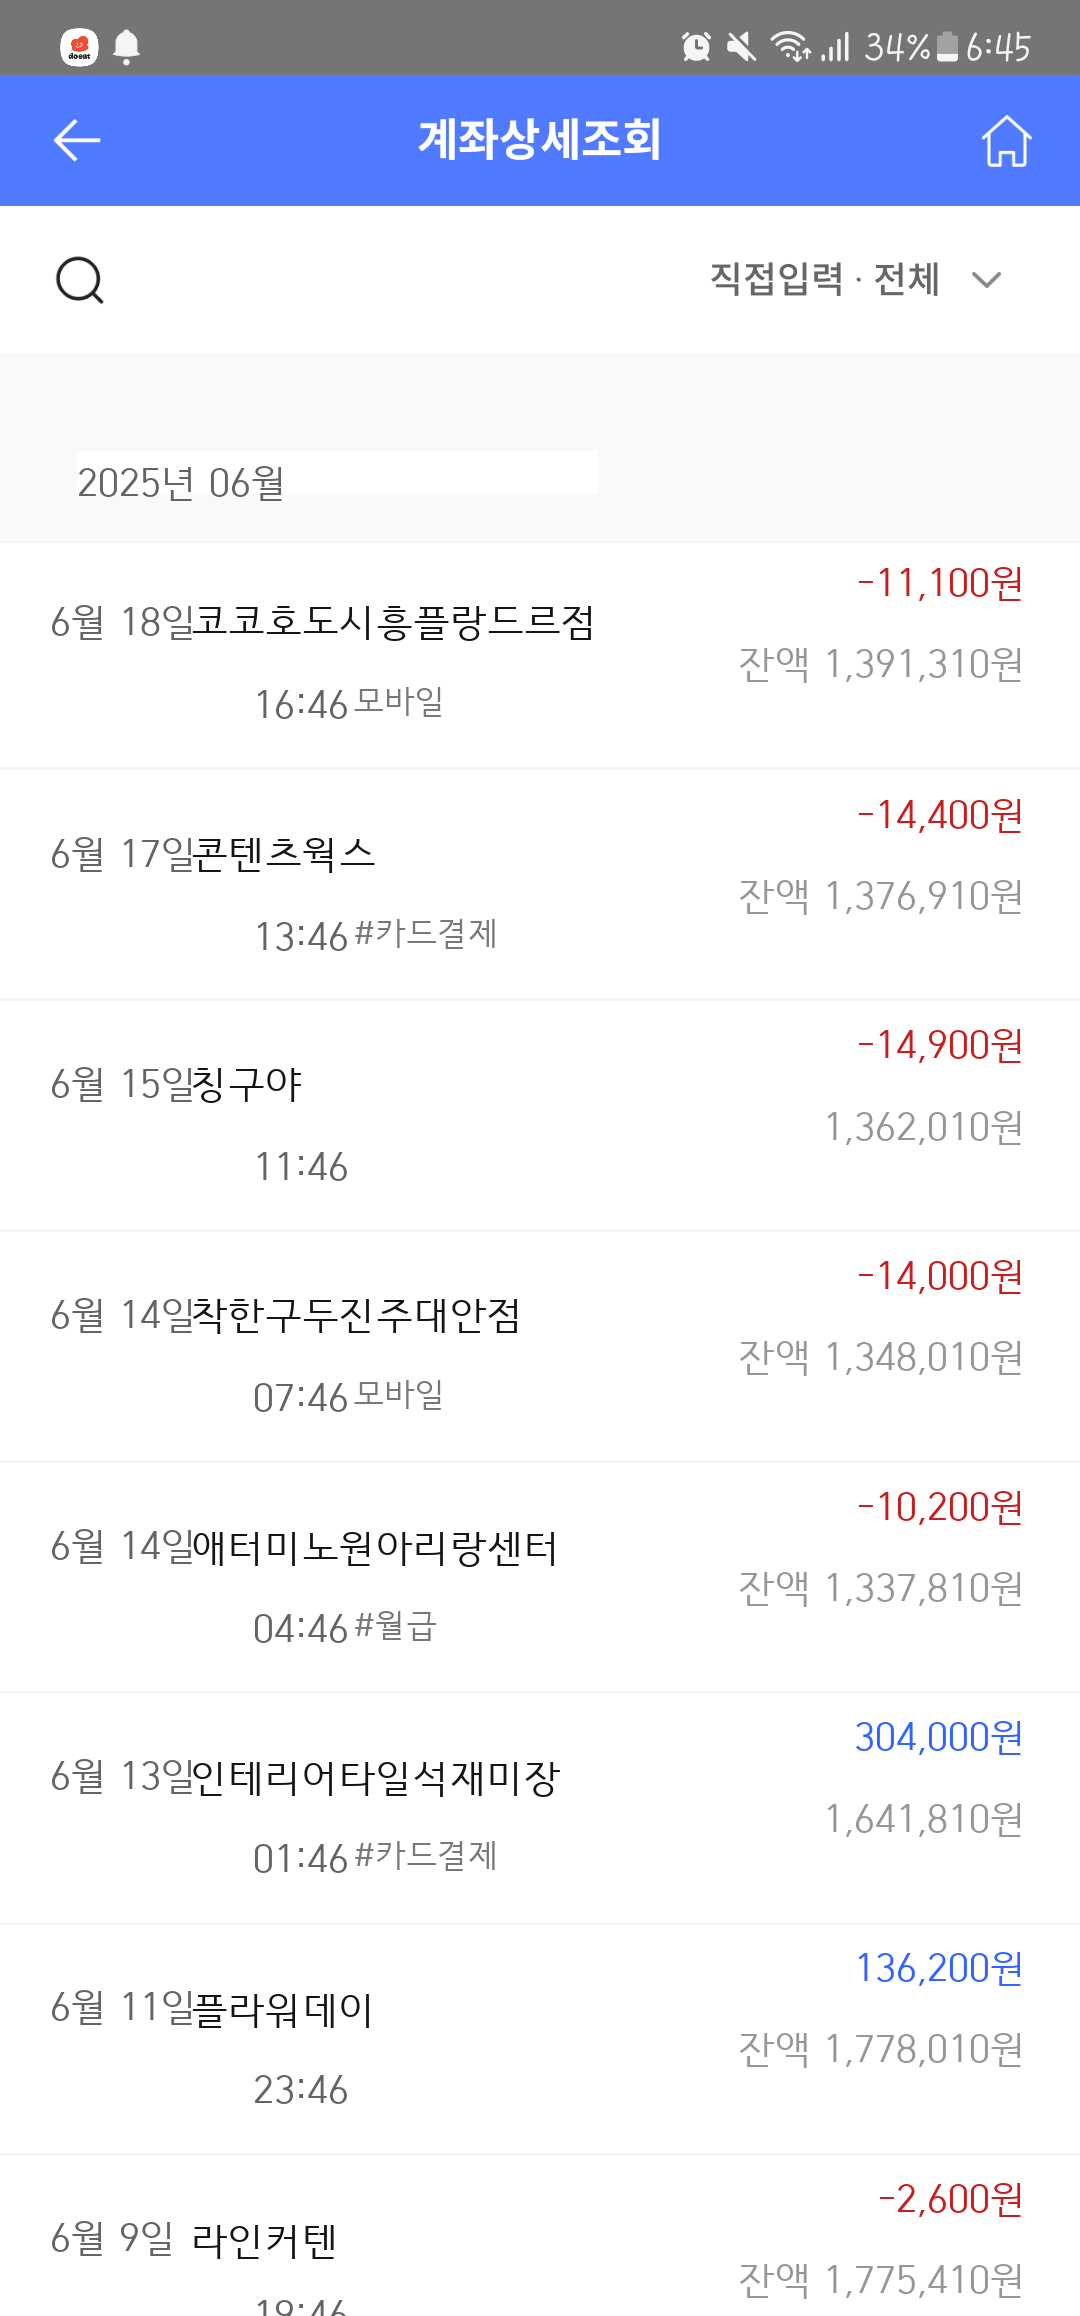 doeat
34% 6:45
계좌상세조회
직접입력 · 전체
2025년 06월
-11,100원
6월 18일 코코호도시흥플랑드르점
잔액 1,391,310원
16:46 모바일
-14,400원
6월 17일 콘텐츠웍스
잔액 1,376,910원
13:46 #카드결제
-14,900원
6월 15일 칭구야
1,362,010원
11:46
-14,000원
6월 14일 착한구두진주대안점
잔액 1,348,010원
07:46 모바일
-10,200원
6월 14일 애터미노원아리랑센터
잔액 1,337,810원
04:46 #월급
304,000원
6월 13일 인테리어타일석재미장
1,641,810원
01:46 #카드결제
136,200원
6월 11일 플라워데이
잔액 1,778,010원
23:46
-2,600원
6월 9일 라인커텐
잔액 1,775,410원
19:46